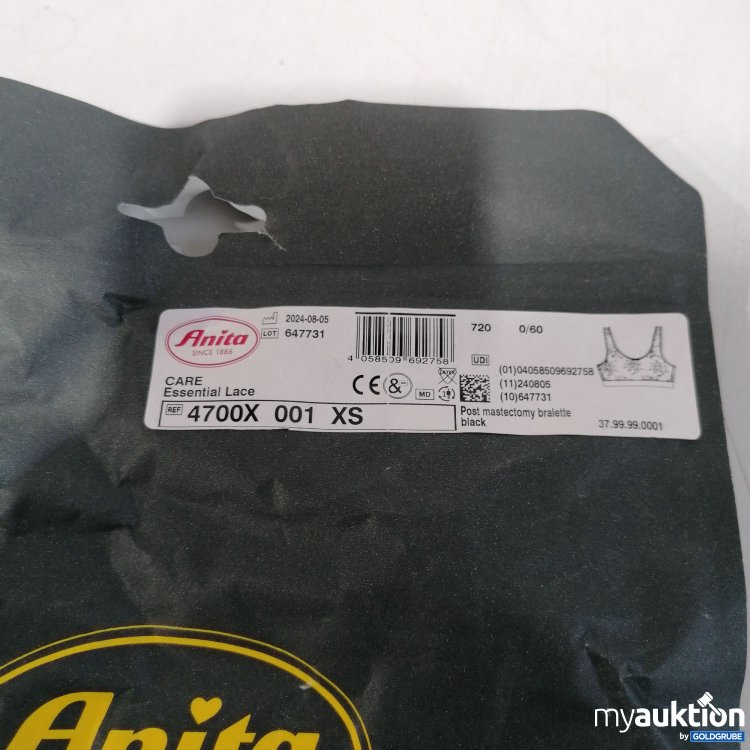 Anita
SINCE 1886
CARE
Essential Lace
2024-08-05
LOT 647731
4 058509 692758
720 0/60
UDI
(01)04058509692758
(11)240805
(10)647731
CE
MD
REF 4700X 001 XS
Post mastectomy bralette
black
37.99.99.0001
Anita
myauktion
by GOLDGRUBE